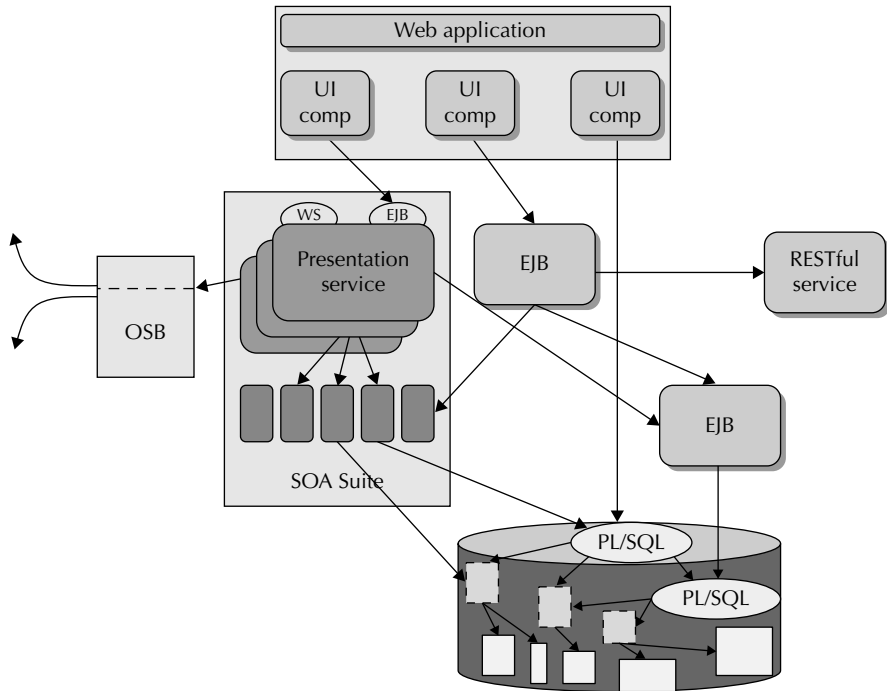 Web application
UI
comp
UI
comp
UI
comp
WS
EJB
Presentation
service
EJB
RESTful
service
OSB
EJB
SOA Suite
PL/SQL
PL/SQL